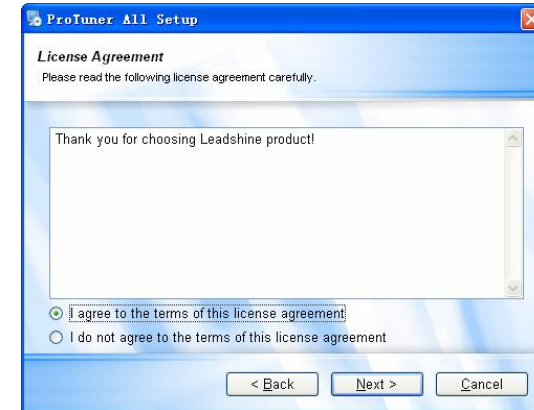 ProTuner All Setup
License Agreement
Please read the following license agreement carefully.
Thank you for choosing Leadshine product!
I agree to the terms of this license agreement
I do not agree to the terms of this license agreement
< Back
Next >
Cancel